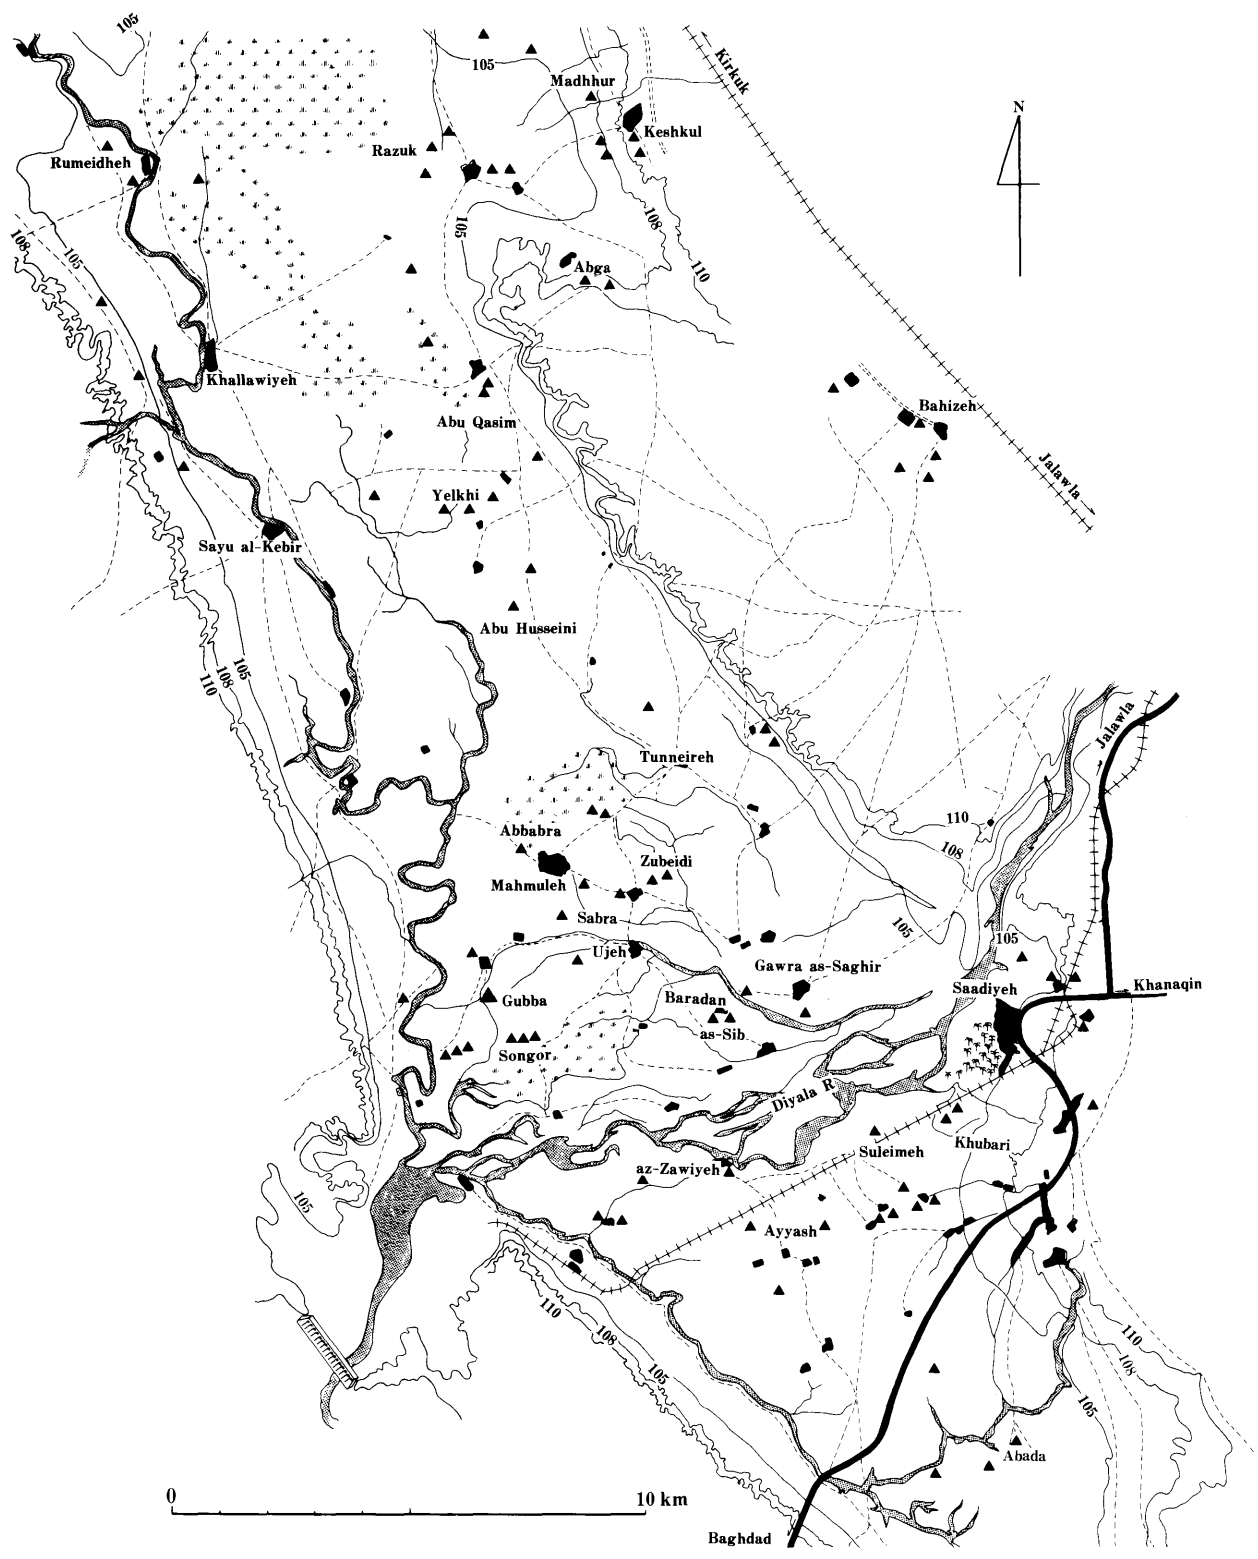 105
Kirkuk
105
Madhhur
Keshkul
N
Razuk
Rumeidheh
108
105
108
105
110
Abga
Khallawiyeh
Bahizeh
Abu Qasim
Jalawla
Yelkhi
Sayu al-Kebir
Abu Husseini
105
108
110
Jalawla
Tunneireh
110
108
Abbabra
Zubeidi
Mahmuleh
Sabra
105
105
Ujeh
Gawra as-Saghir
Saadiyeh
Khanaqin
Gubba
Baradan
as-Sib
Songor
Diyala R.
Khubari
Suleimeh
az-Zawiyeh
105
Ayyash
110
108
105
110
108
105
Abada
0
10 km
Baghdad